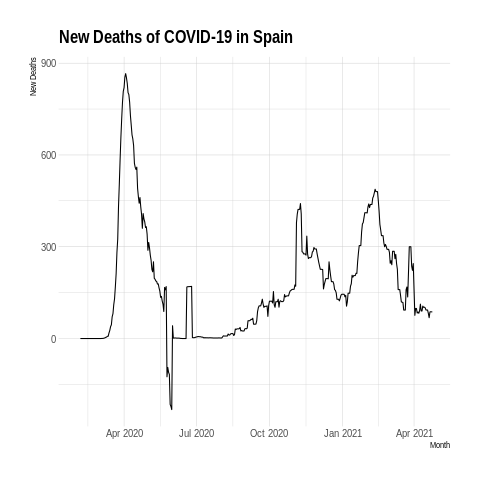 New Deaths of COVID-19 in Spain
New Deaths
900
600
300
0
Apr 2020 Jul 2020 Oct 2020 Jan 2021 Apr 2021
Month